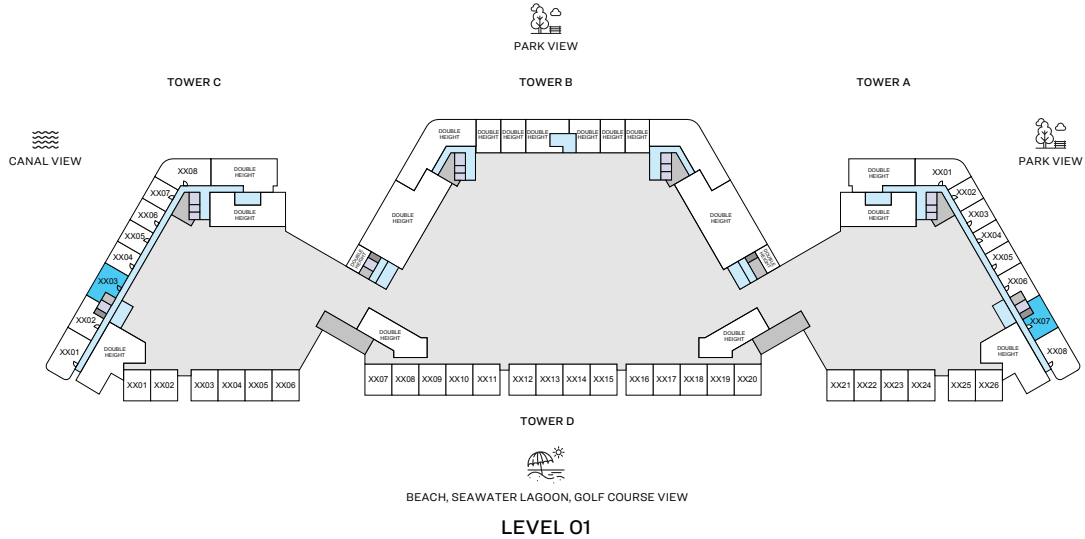 PARK VIEW
TOWER C
TOWER B
TOWER A
CANAL VIEW
PARK VIEW
DOUBLE
HEIGHT
DOUBLE
HEIGHT
DOUBLE
HEIGHT
DOUBLE
HEIGHT
DOUBLE
HEIGHT
DOUBLE
HEIGHT
DOUBLE
HEIGHT
XX08
DOUBLE
HEIGHT
XX07
XX06
XX05
XX04
XX03
XX02
XX01
DOUBLE
HEIGHT
DOUBLE
HEIGHT
DOUBLE
HEIGHT
DOUBLE
HEIGHT
DOUBLE
HEIGHT
DOUBLE
HEIGHT
DOUBLE
HEIGHT
DOUBLE
HEIGHT
XX01
XX02
XX03
XX04
XX05
XX06
XX07
XX08
DOUBLE
HEIGHT
DOUBLE
HEIGHT
DOUBLE
HEIGHT
DOUBLE
HEIGHT
XX01 XX02 XX03 XX04 XX05 XX06 XX07 XX08 XX09 XX10 XX11 XX12 XX13 XX14 XX15 XX16 XX17 XX18 XX19 XX20 XX21 XX22 XX23 XX24 XX25 XX26
TOWER D
BEACH, SEAWATER LAGOON, GOLF COURSE VIEW
LEVEL 01